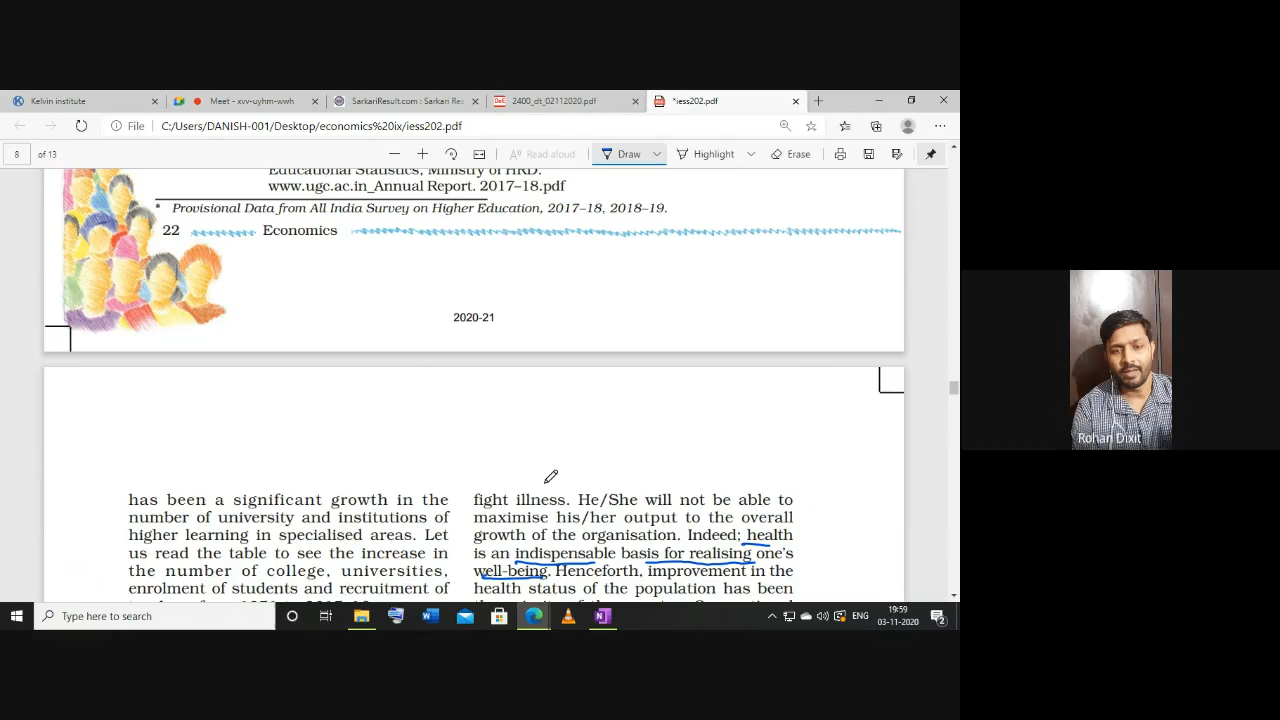 Kelvin institute
Meet - xvv-uyhm-wwh
SarkariResult.com : Sarkari Res
2400_dt_02112020.pdf
*iess202.pdf
File
C:/Users/DANISH-001/Desktop/economics%20ix/iess202.pdf
8 of 13
Read aloud
Draw
Highlight
Erase
Educational Statistics, Ministry of HRD.
www.ugc.ac.in_Annual Report. 2017–18.pdf
* Provisional Data from All India Survey on Higher Education, 2017–18, 2018–19.
22 Economics
2020-21
has been a significant growth in the
number of university and institutions of
higher learning in specialised areas. Let
us read the table to see the increase in
the number of college, universities,
enrolment of students and recruitment of
fight illness. He/She will not be able to
maximise his/her output to the overall
growth of the organisation. Indeed; health
is an indispensable basis for realising one's
well-being. Henceforth, improvement in the
health status of the population has been
Rohan Dixit
Type here to search
ENG
19:59
03-11-2020
2